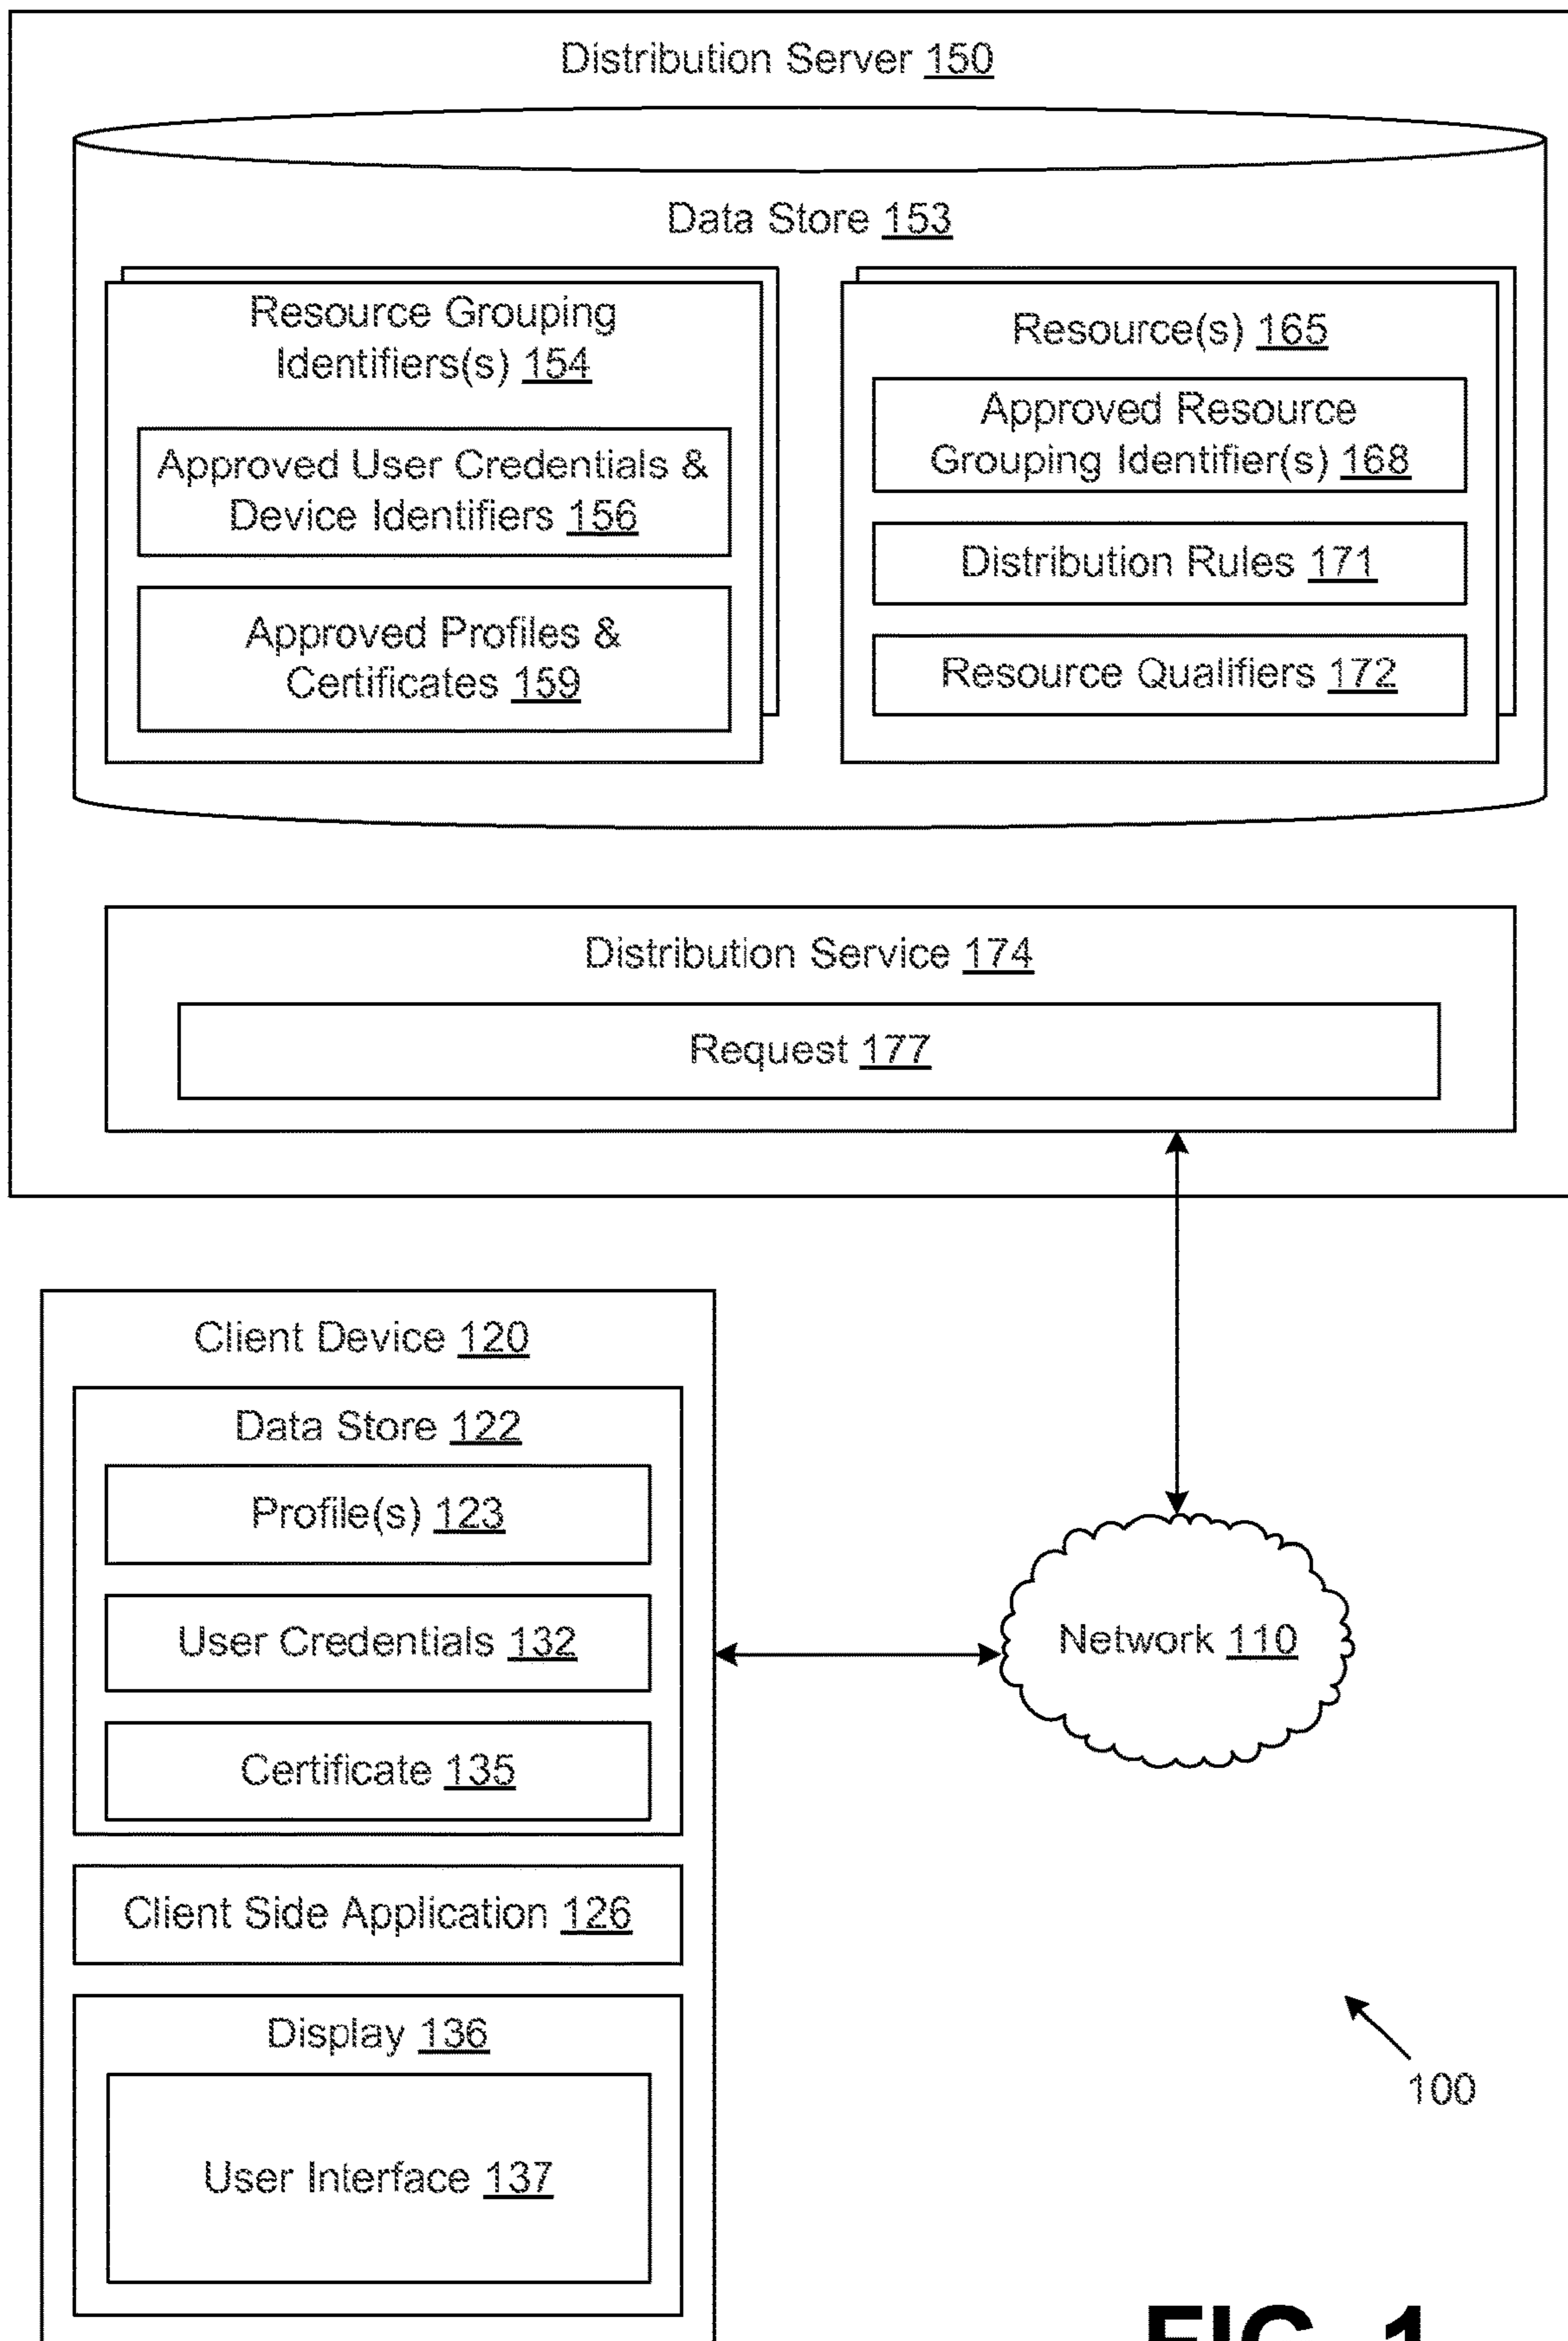 Distribution Server 150
Data Store 153
Resource Grouping
Identifiers(s) 154
Approved User Credentials &
Device Identifiers 156
Approved Profiles &
Certificates 159
Resource(s) 165
Approved Resource
Grouping Identifier(s) 168
Distribution Rules 171
Resource Qualifiers 172
Distribution Service 174
Request 177
Client Device 120
Data Store 122
Profile(s) 123
User Credentials 132
Certificate 135
Client Side Application 126
Display 136
User Interface 137
Network 110
100
FIG. 1